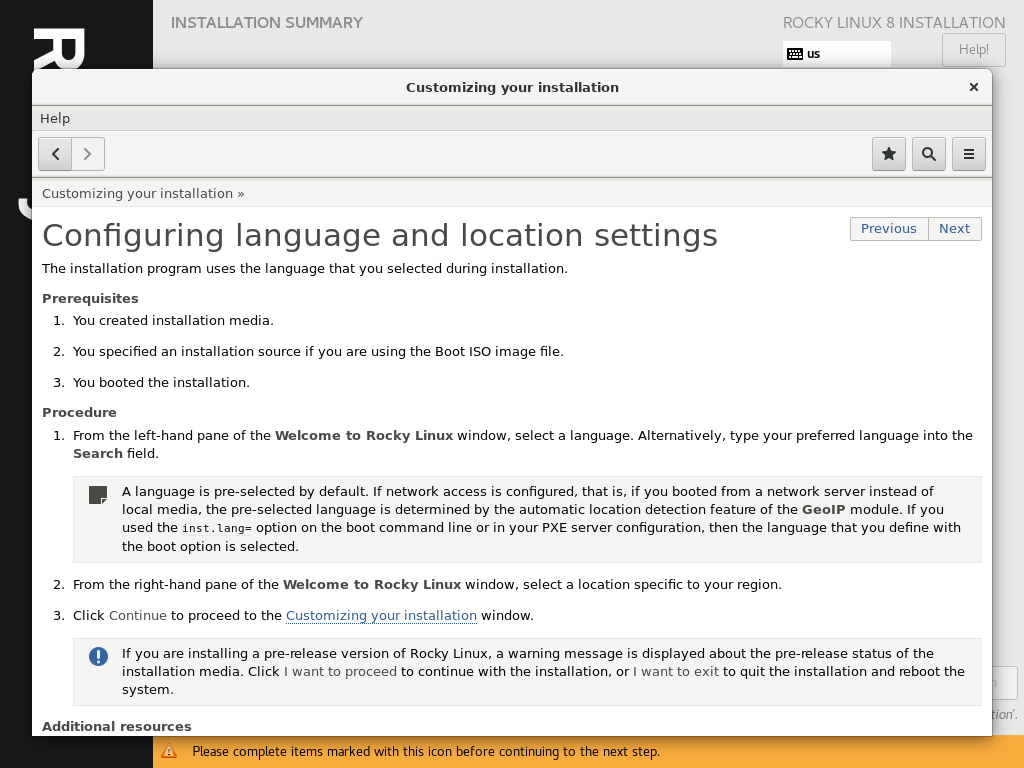 INSTALLATION SUMMARY
ROCKY LINUX 8 INSTALLATION
us
Help!
R
Customizing your installation
Help
Customizing your installation »
Configuring language and location settings
Previous
Next
The installation program uses the language that you selected during installation.
Prerequisites
1. You created installation media.
2. You specified an installation source if you are using the Boot ISO image file.
3. You booted the installation.
Procedure
1. From the left-hand pane of the Welcome to Rocky Linux window, select a language. Alternatively, type your preferred language into the
Search field.
A language is pre-selected by default. If network access is configured, that is, if you booted from a network server instead of
local media, the pre-selected language is determined by the automatic location detection feature of the GeoIP module. If you
used the inst.lang= option on the boot command line or in your PXE server configuration, then the language that you define with
the boot option is selected.
2. From the right-hand pane of the Welcome to Rocky Linux window, select a location specific to your region.
3. Click Continue to proceed to the Customizing your installation window.
If you are installing a pre-release version of Rocky Linux, a warning message is displayed about the pre-release status of the
installation media. Click I want to proceed to continue with the installation, or I want to exit to quit the installation and reboot the
system.
n
tion'.
Additional resources
Please complete items marked with this icon before continuing to the next step.